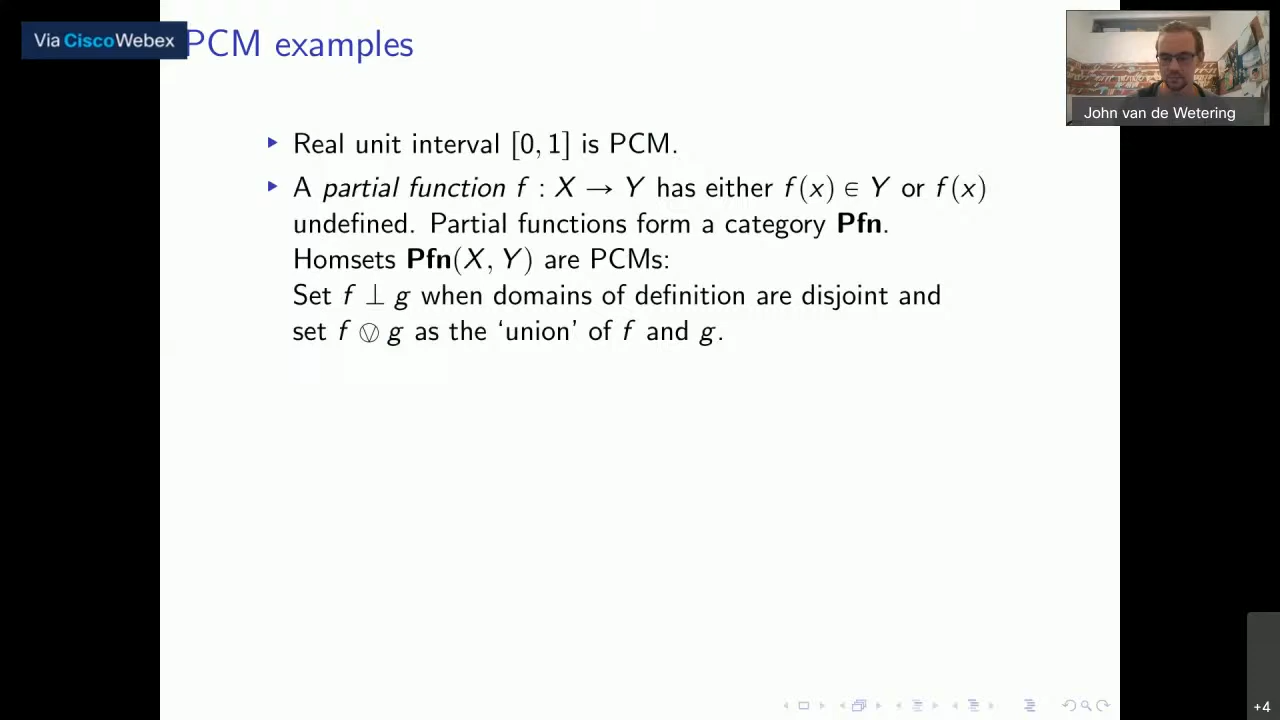 Via CiscoWebex
PCM examples
John van de Wetering
▸ Real unit interval [0, 1] is PCM.
▸ A partial function f : X → Y has either f(x) ∈ Y or f(x)
undefined. Partial functions form a category Pfn.
Homsets Pfn(X, Y) are PCMs:
Set f ⊥ g when domains of definition are disjoint and
set f ⦶ g as the ‘union’ of f and g.
+4